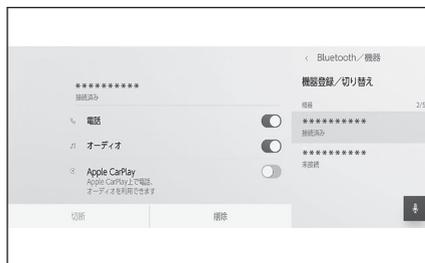 ＊＊＊＊＊＊＊＊＊＊
接続済み
電話
オーディオ
Apple CarPlay
Apple CarPlay上で電話、
オーディオを利用できます
切断
削除
< Bluetooth／機器
機器登録／切り替え
機器 2/5
＊＊＊＊＊＊＊＊＊＊
接続済み
＊＊＊＊＊＊＊＊＊＊
未接続